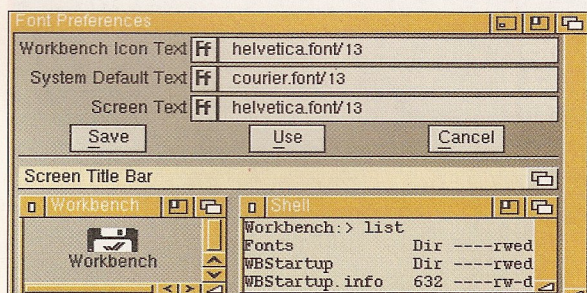 Font Preferences
Workbench Icon Text Ff helvetica.font/13
System Default Text Ff courier.font/13
Screen Text Ff helvetica.font/13
Save Use Cancel
Screen Title Bar
Workbench
Workbench
Shell
Workbench:> list
Fonts Dir ----rwed
WBStartup Dir ----rwed
WBStartup.info 632 ----rw-d